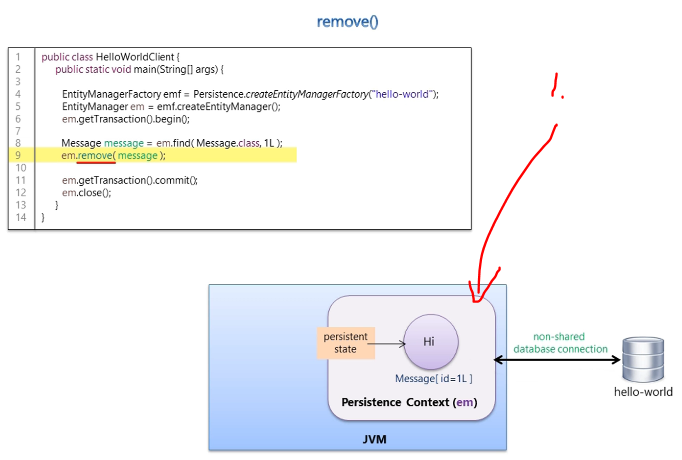 remove()
1 public class HelloWorldClient {
2 public static void main(String[] args) {
3
4 EntityManagerFactory emf = Persistence.createEntityManagerFactory("hello-world");
5 EntityManager em = emf.createEntityManager();
6 em.getTransaction().begin();
7
8 Message message = em.find( Message.class, 1L );
9 em.remove( message );
10
11 em.getTransaction().commit();
12 em.close();
13 }
14 }
1.
persistent
state
Hi
Message[ id=1L ]
Persistence Context (em)
JVM
non-shared
database connection
hello-world